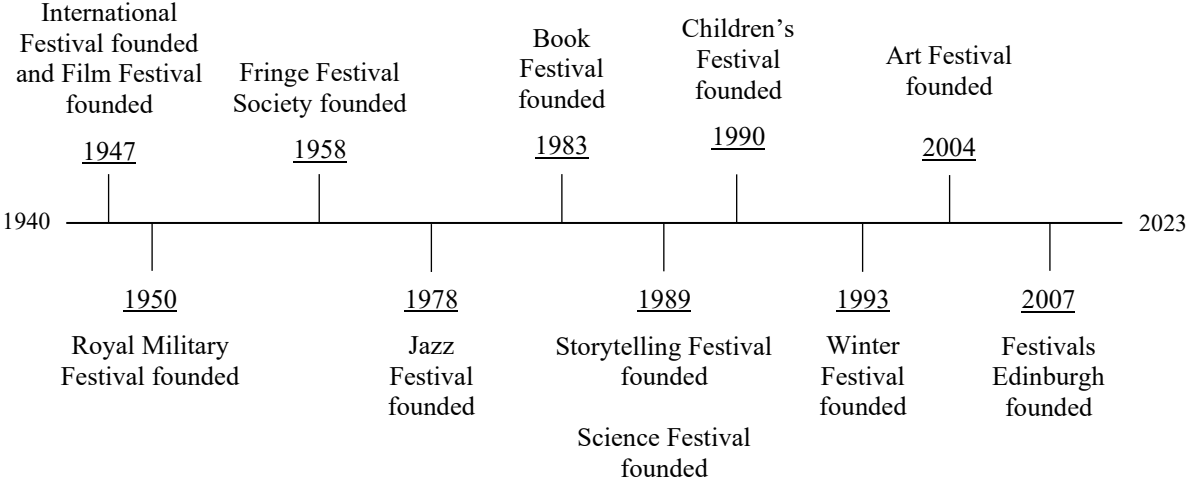 International
Festival founded
and Film Festival
founded
1947
Fringe Festival
Society founded
1958
Book
Festival
founded
1983
Children’s
Festival
founded
1990
Art Festival
founded
2004
1940
2023
1950
Royal Military
Festival founded
1978
Jazz
Festival
founded
1989
Storytelling Festival
founded
Science Festival
founded
1993
Winter
Festival
founded
2007
Festivals
Edinburgh
founded